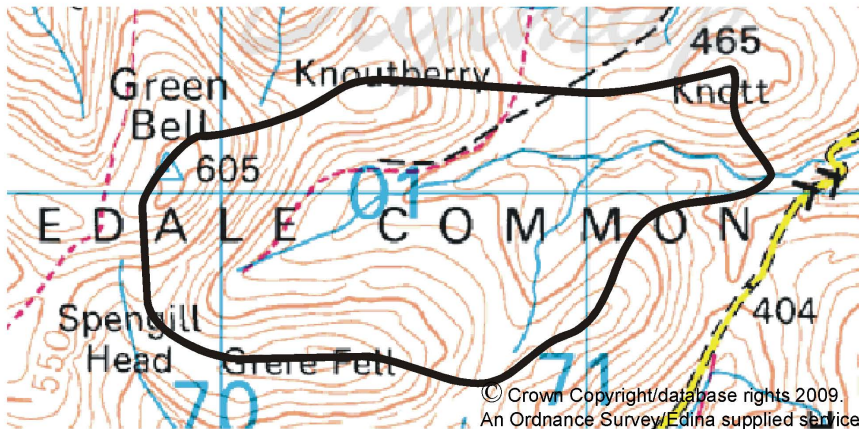 465
Knoutberry
Knott
Green
Bell
605
01
EDALE COMMON
Spengill
Head
404
550
Grere Fell
70
71
© Crown Copyright/database rights 2009.
An Ordnance Survey/Edina supplied service